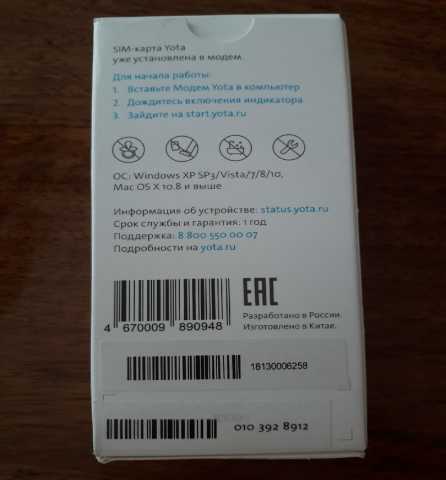 SIM-карта Yota
уже установлена в модем.
Для начала работы:
1. Вставьте Модем Yota в компьютер
2. Дождитесь включения индикатора
3. Зайдите на start.yota.ru
ОС: Windows XP SP3/Vista/7/8/10,
Mac OS X 10.8 и выше
Информация об устройстве: status.yota.ru
Срок службы и гарантия: 1 год
Поддержка: 8 800 550 00 07
Подробности на yota.ru
EAC
Разработано в России.
Изготовлено в Китае.
4 670009 890948
18130006258
010 392 8912